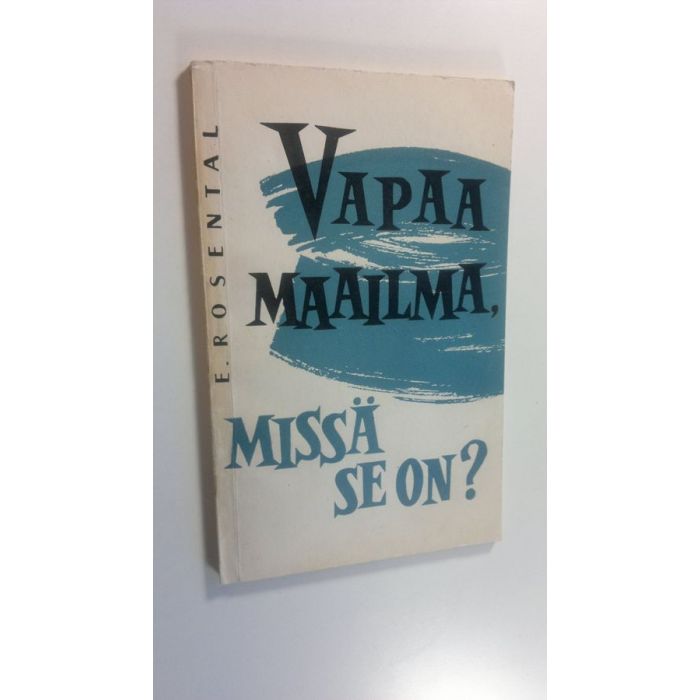 E. ROSENTAL
VAPAA
MAAILMA,
MISSÄ
SE ON?